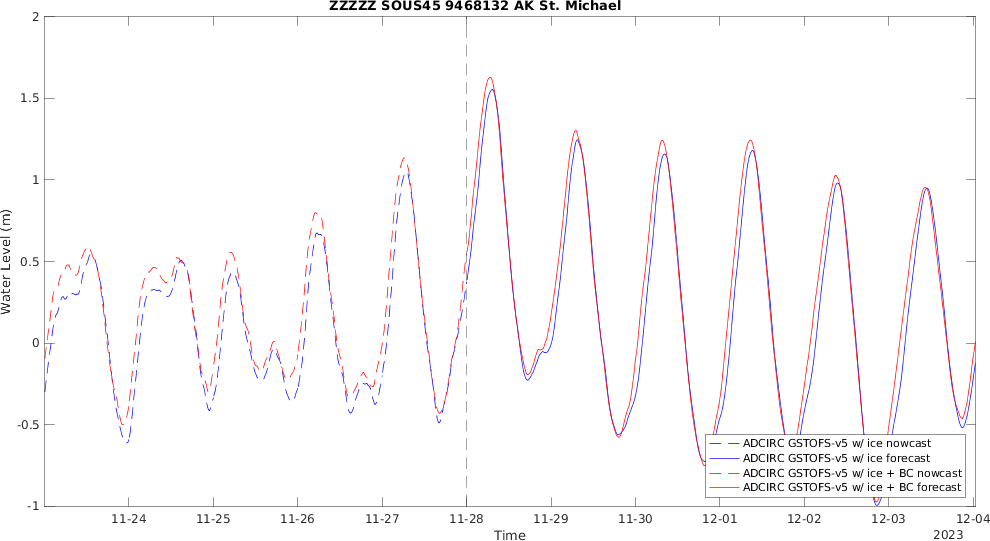 ZZZZZ SOUS45 9468132 AK St. Michael
2
1.5
1
0.5
0
-0.5
-1
Water Level (m)
ADCIRC GSTOFS-v5 w/ ice nowcast
ADCIRC GSTOFS-v5 w/ ice forecast
ADCIRC GSTOFS-v5 w/ ice + BC nowcast
ADCIRC GSTOFS-v5 w/ ice + BC forecast
11-24 11-25 11-26 11-27 11-28 11-29 11-30 12-01 12-02 12-03 12-04
Time
2023